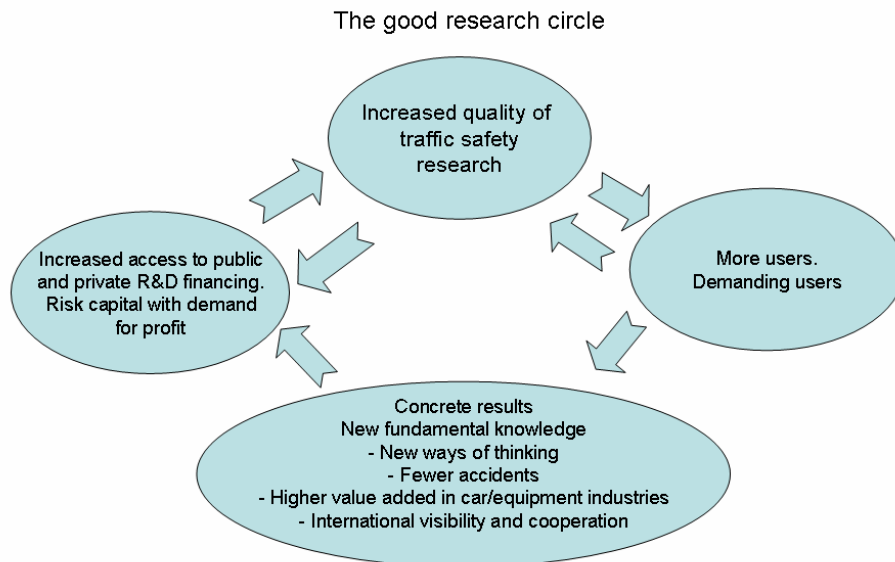 The good research circle
Increased quality of
traffic safety
research
Increased access to public
and private R&D financing.
Risk capital with demand
for profit
More users.
Demanding users
Concrete results
New fundamental knowledge
- New ways of thinking
- Fewer accidents
- Higher value added in car/equipment industries
- International visibility and cooperation